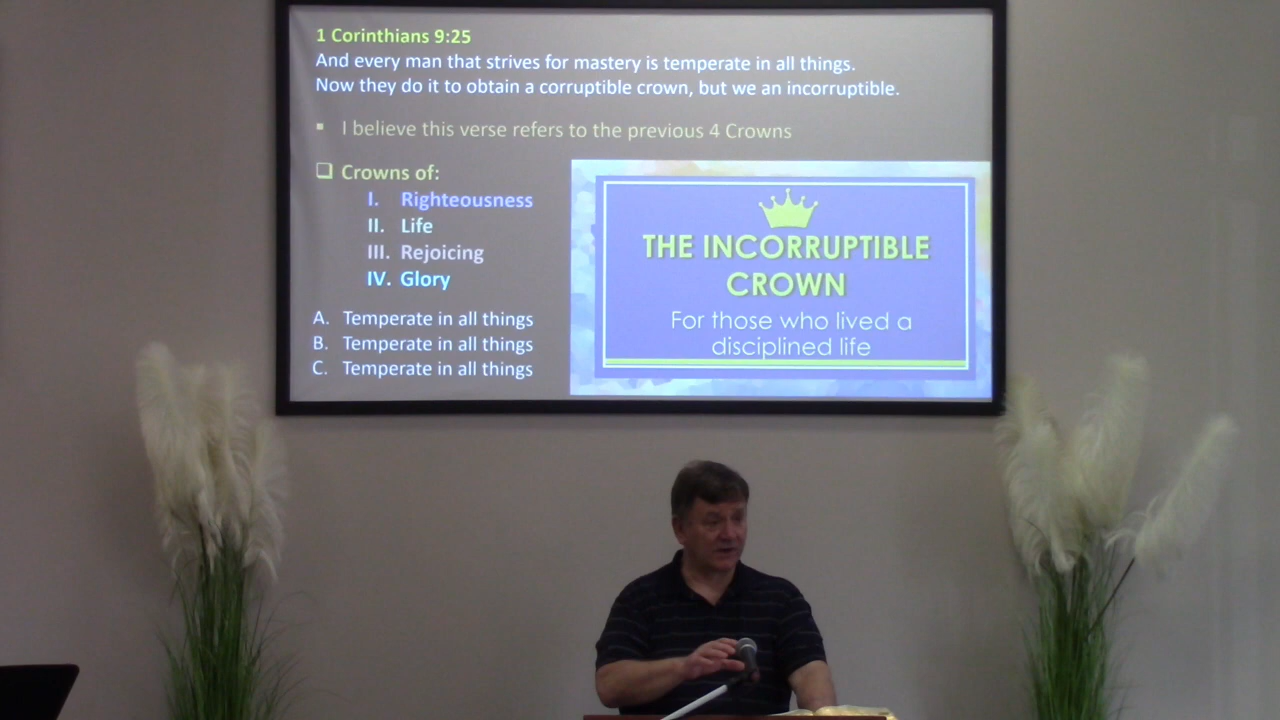 1 Corinthians 9:25
And every man that strives for mastery is temperate in all things.
Now they do it to obtain a corruptible crown, but we an incorruptible.
▪ I believe this verse refers to the previous 4 Crowns
❑ Crowns of:
I. Righteousness
II. Life
III. Rejoicing
IV. Glory
A. Temperate in all things
B. Temperate in all things
C. Temperate in all things
THE INCORRUPTIBLE
CROWN
For those who lived a
disciplined life